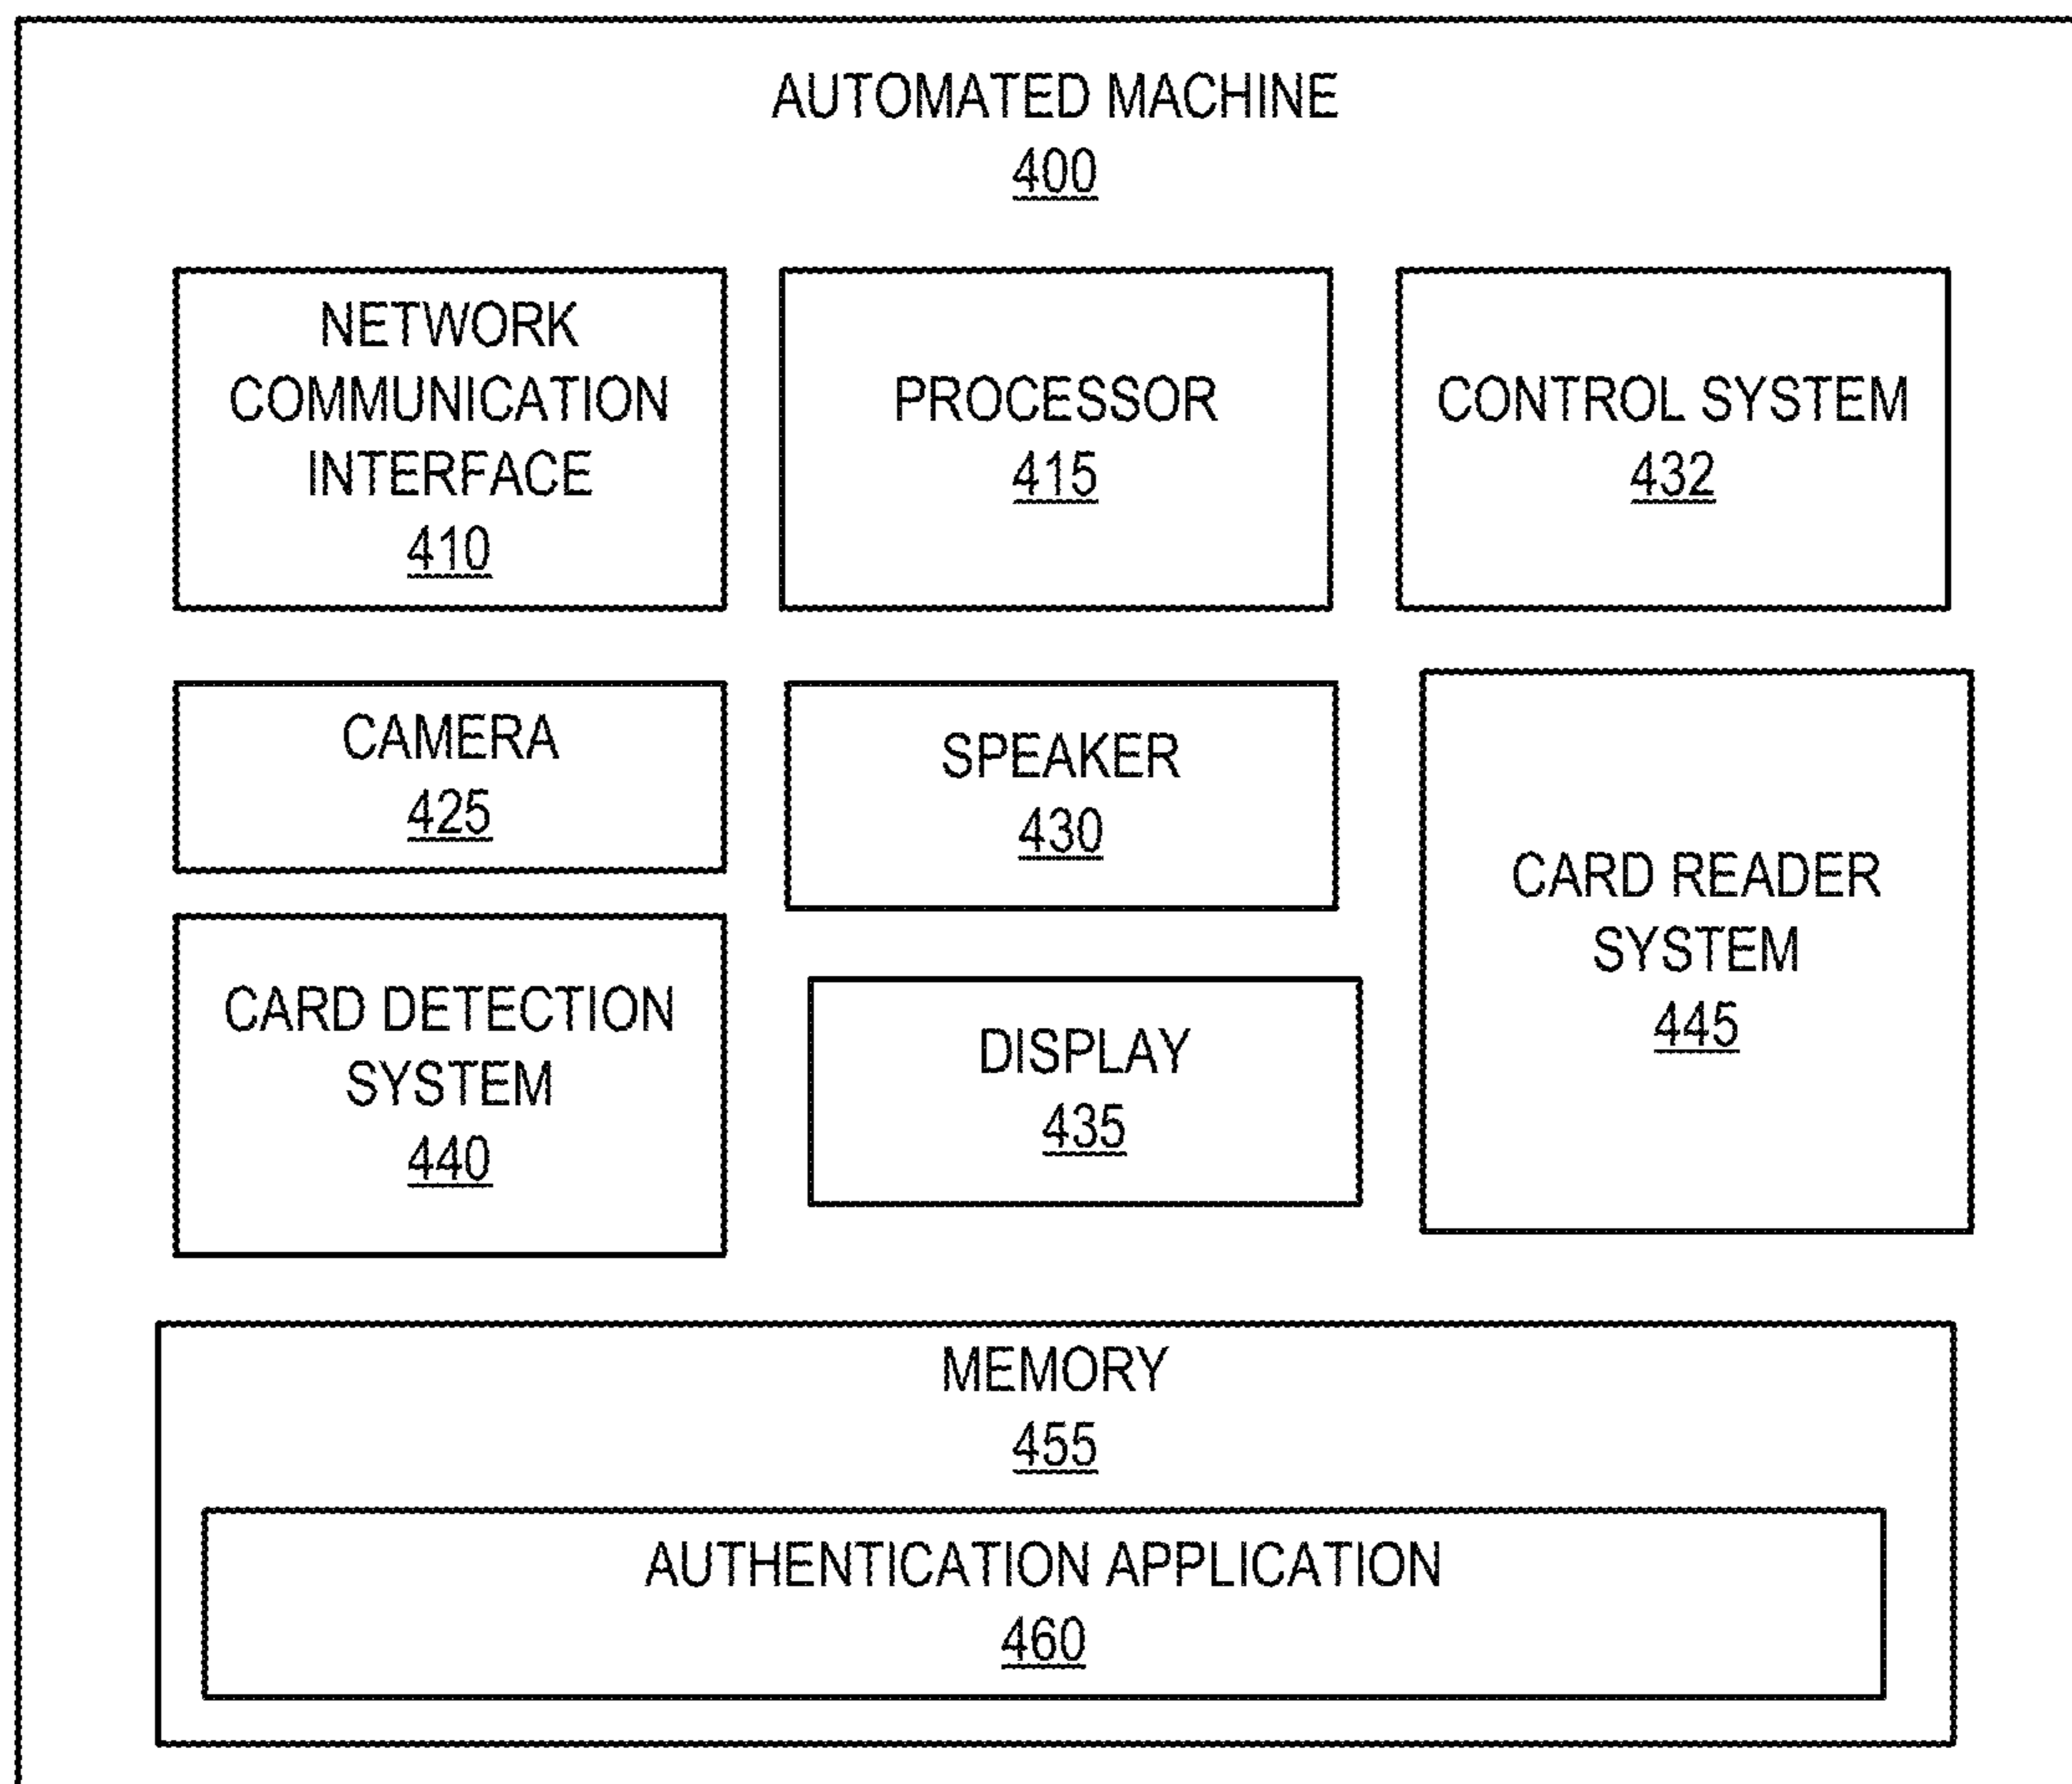 AUTOMATED MACHINE
400
NETWORK
COMMUNICATION
INTERFACE
410
PROCESSOR
415
CONTROL SYSTEM
432
CAMERA
425
SPEAKER
430
CARD READER
SYSTEM
445
CARD DETECTION
SYSTEM
440
DISPLAY
435
MEMORY
455
AUTHENTICATION APPLICATION
460